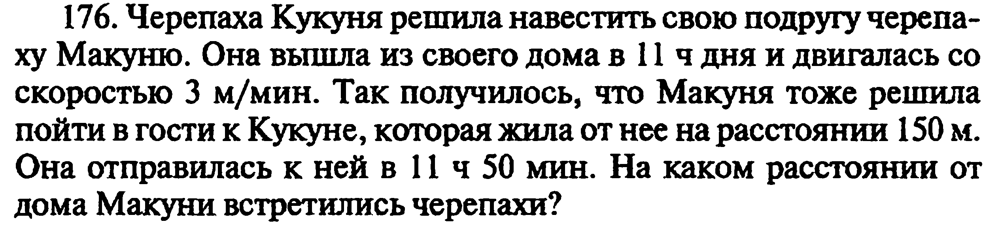 176. Черепаха Кукуня решила навестить свою подругу черепа-
ху Макуню. Она вышла из своего дома в 11 ч дня и двигалась со
скоростью 3 м/мин. Так получилось, что Макуня тоже решила
пойти в гости к Кукуне, которая жила от нее на расстоянии 150 м.
Она отправилась к ней в 11 ч 50 мин. На каком расстоянии от
дома Макуни встретились черепахи?